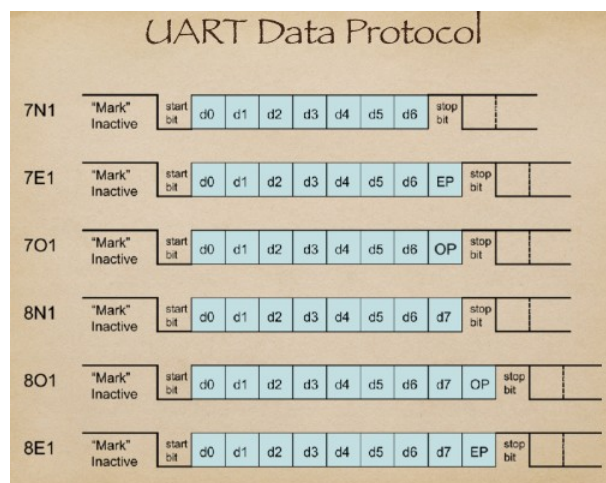 UART Data Protocol
7N1 "Mark" Inactive start bit d0 d1 d2 d3 d4 d5 d6 stop bit
7E1 "Mark" Inactive start bit d0 d1 d2 d3 d4 d5 d6 EP stop bit
7O1 "Mark" Inactive start bit d0 d1 d2 d3 d4 d5 d6 OP stop bit
8N1 "Mark" Inactive start bit d0 d1 d2 d3 d4 d5 d6 d7 stop bit
8O1 "Mark" Inactive start bit d0 d1 d2 d3 d4 d5 d6 d7 OP stop bit
8E1 "Mark" Inactive start bit d0 d1 d2 d3 d4 d5 d6 d7 EP stop bit